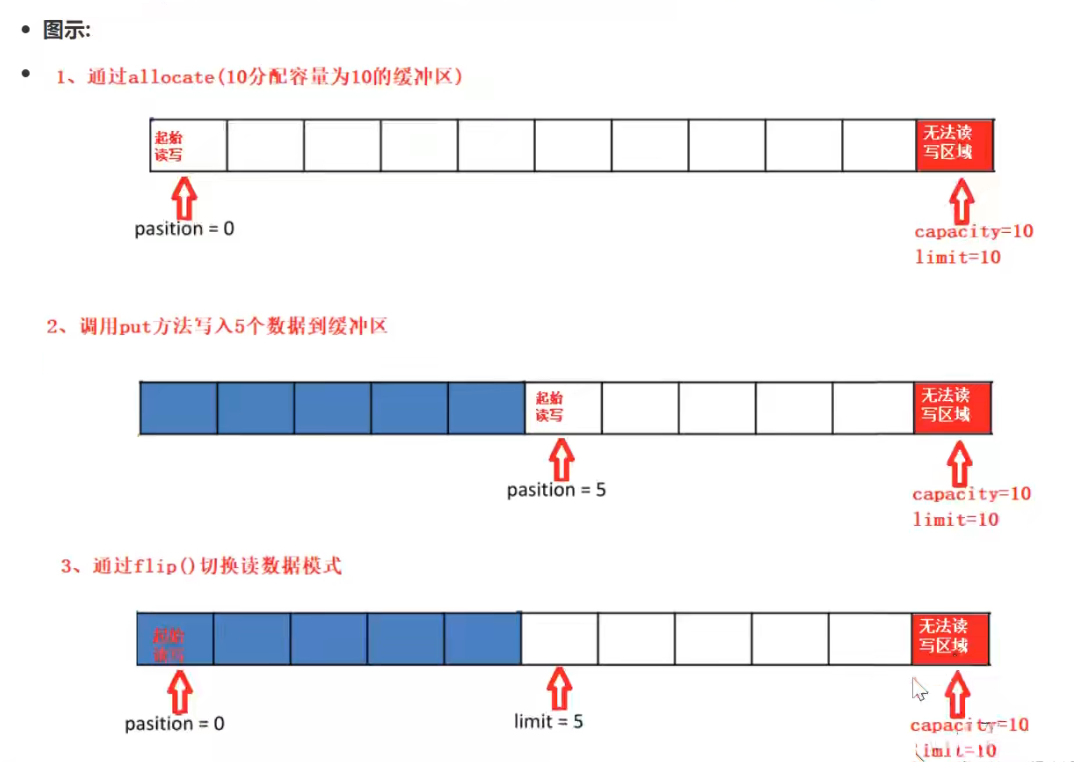 图示:
1、通过allocate(10分配容量为10的缓冲区)
起始
读写
无法读
写区域
pasition = 0
capacity=10
limit=10
2、调用put方法写入5个数据到缓冲区
起始
读写
无法读
写区域
pasition = 5
capacity=10
limit=10
3、通过flip()切换读数据模式
起始
读写
无法读
写区域
pasition = 0
limit = 5
capacity=10
limit=10